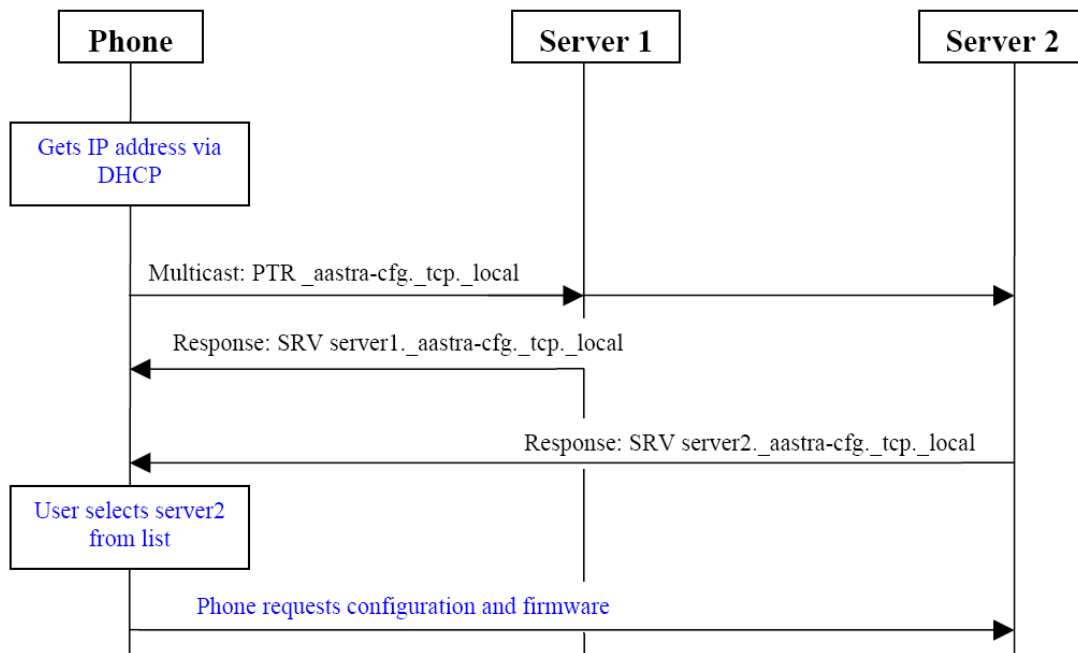 Phone
Server 1
Server 2
Gets IP address via
DHCP
Multicast: PTR _aastra-cfg._tcp._local
Response: SRV server1._aastra-cfg._tcp._local
Response: SRV server2._aastra-cfg._tcp._local
User selects server2
from list
Phone requests configuration and firmware